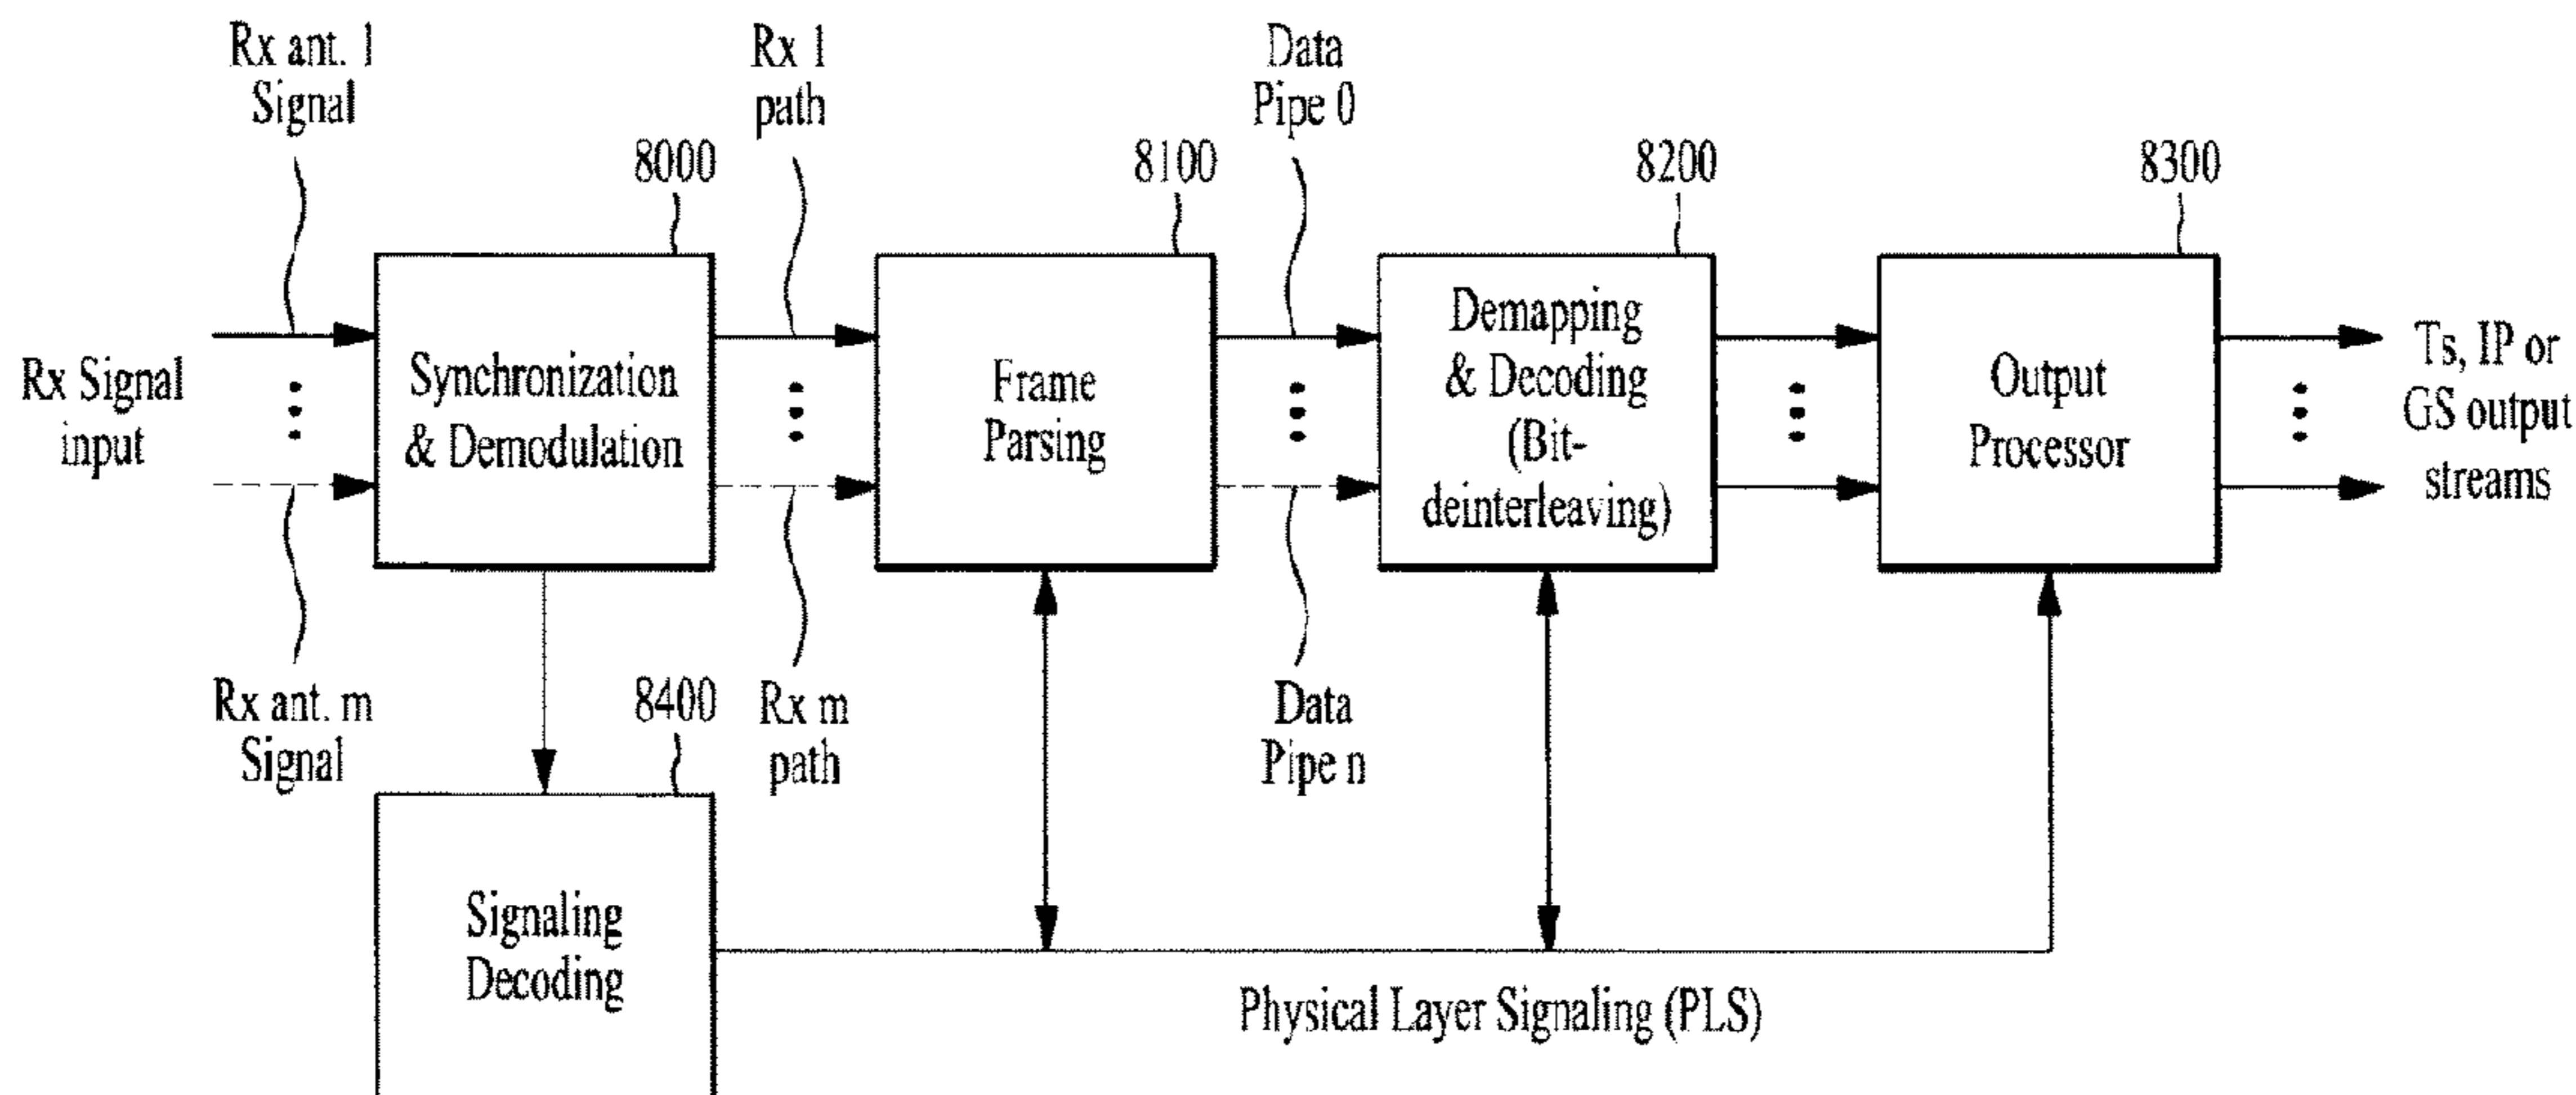 Rx ant. 1
Signal
Rx 1
path
Data
Pipe 0
8000
8100
8200
8300
Rx Signal
input
Synchronization
& Demodulation
Frame
Parsing
Demapping
& Decoding
(Bit-
deinterleaving)
Output
Processor
Ts, IP or
GS output
streams
Rx ant. m
Signal
8400
Rx m
path
Data
Pipe n
Signaling
Decoding
Physical Layer Signaling (PLS)